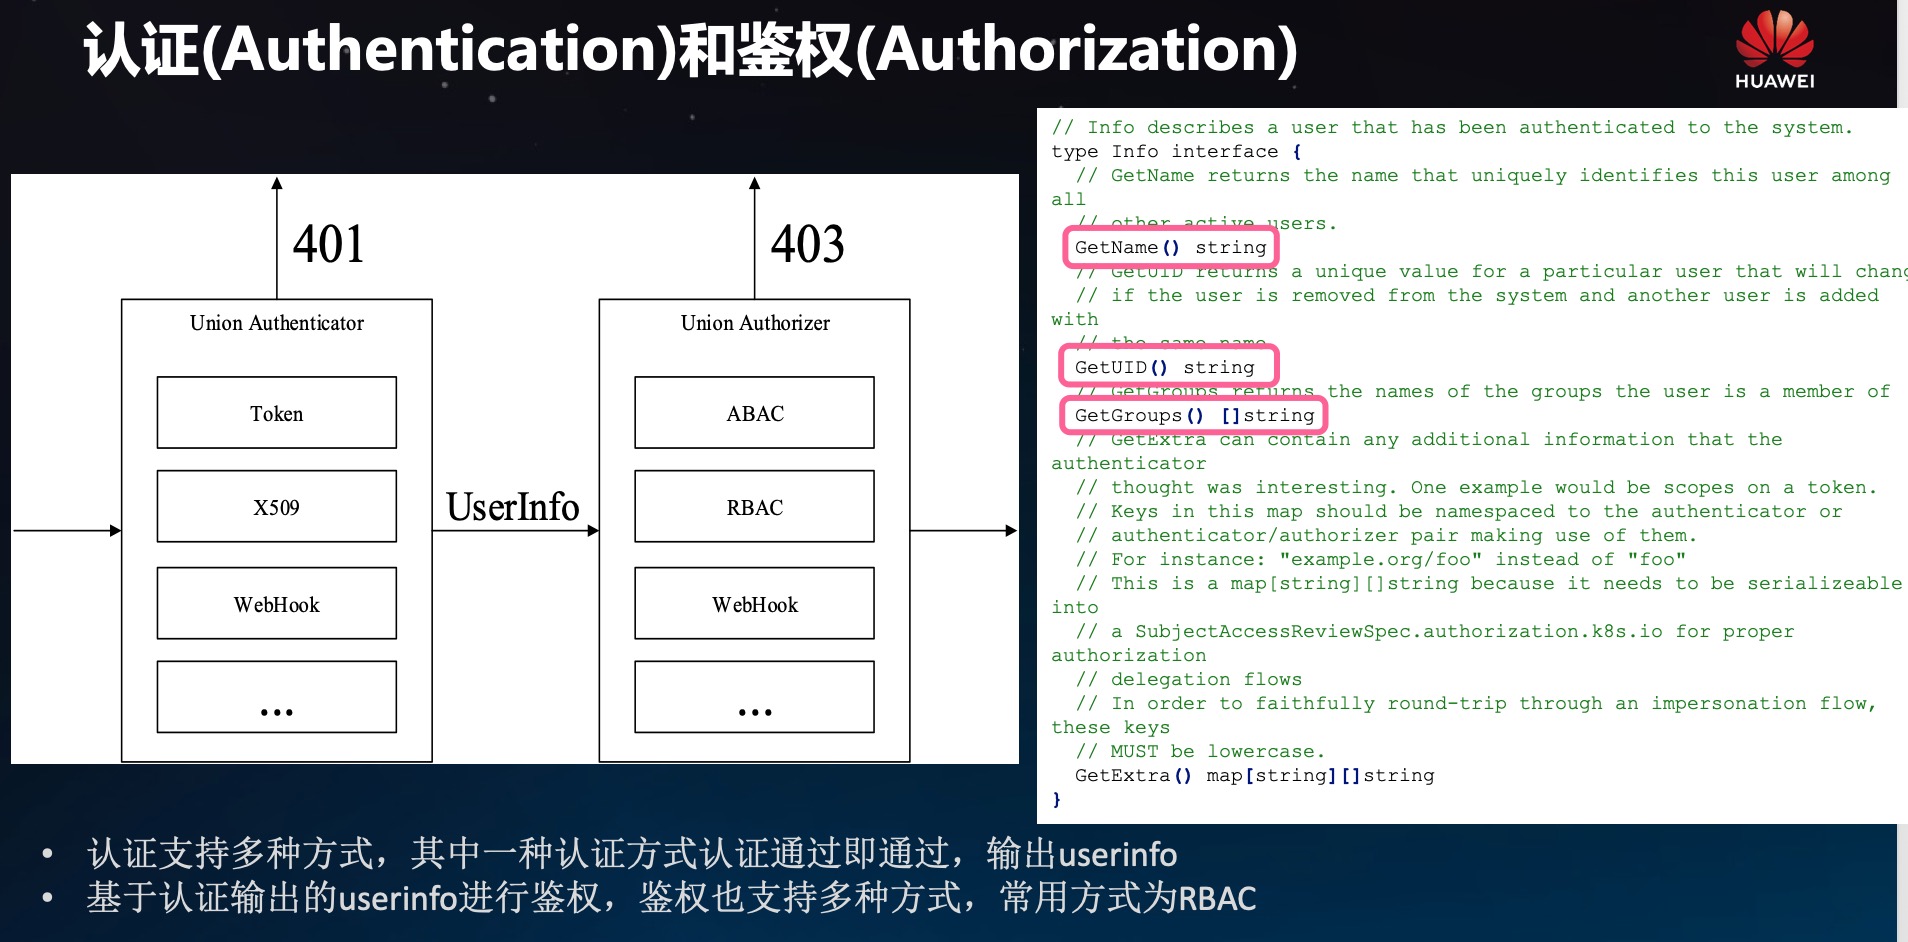 认证(Authentication)和鉴权(Authorization)
HUAWEI
401
403
Union Authenticator
Token
X509
WebHook
...
UserInfo
Union Authorizer
ABAC
RBAC
WebHook
...
// Info describes a user that has been authenticated to the system.
type Info interface {
// GetName returns the name that uniquely identifies this user among
all
// other active users.
GetName() string
// GetUID returns a unique value for a particular user that will chang
// if the user is removed from the system and another user is added
with
// the same name
GetUID() string
// GetGroups returns the names of the groups the user is a member of
GetGroups() []string
// GetExtra can contain any additional information that the
authenticator
// thought was interesting. One example would be scopes on a token.
// Keys in this map should be namespaced to the authenticator or
// authenticator/authorizer pair making use of them.
// For instance: "example.org/foo" instead of "foo"
// This is a map[string][]string because it needs to be serializeable
into
// a SubjectAccessReviewSpec.authorization.k8s.io for proper
authorization
// delegation flows
// In order to faithfully round-trip through an impersonation flow,
these keys
// MUST be lowercase.
GetExtra() map[string][]string
}
• 认证支持多种方式，其中一种认证方式认证通过即通过，输出userinfo
• 基于认证输出的userinfo进行鉴权，鉴权也支持多种方式，常用方式为RBAC